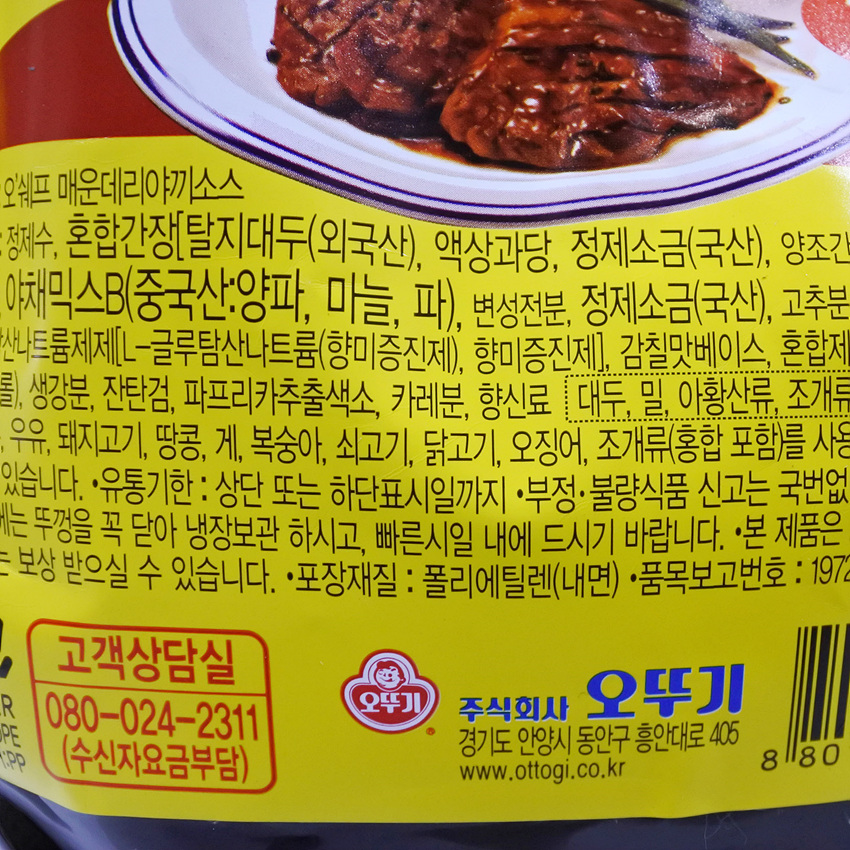 오'쉐프 매운데리야끼소스
정제수, 혼합간장[탈지대두(외국산), 액상과당, 정제소금(국산), 양조간
야채믹스B(중국산:양파, 마늘, 파), 변성전분, 정제소금(국산), 고추분
산나트륨제제[L-글루탐산나트륨(향미증진제), 향미증진제], 감칠맛베이스, 혼합제
롤), 생강분, 잔탄검, 파프리카추출색소, 카레분, 향신료 대두, 밀, 아황산류, 조개류
, 우유, 돼지고기, 땅콩, 게, 복숭아, 쇠고기, 닭고기, 오징어, 조개류(홍합 포함)를 사용
있습니다. •유통기한 : 상단 또는 하단표시일까지 •부정·불량식품 신고는 국번없
에는 뚜껑을 꼭 닫아 냉장보관 하시고, 빠른시일 내에 드시기 바랍니다. •본 제품은
는 보상 받으실 수 있습니다. •포장재질 : 폴리에틸렌(내면) •품목보고번호 : 1972
고객상담실
080-024-2311
(수신자요금부담)
오뚜기
주식회사 오뚜기
경기도 안양시 동안구 흥안대로 405
www.ottogi.co.kr
8 80